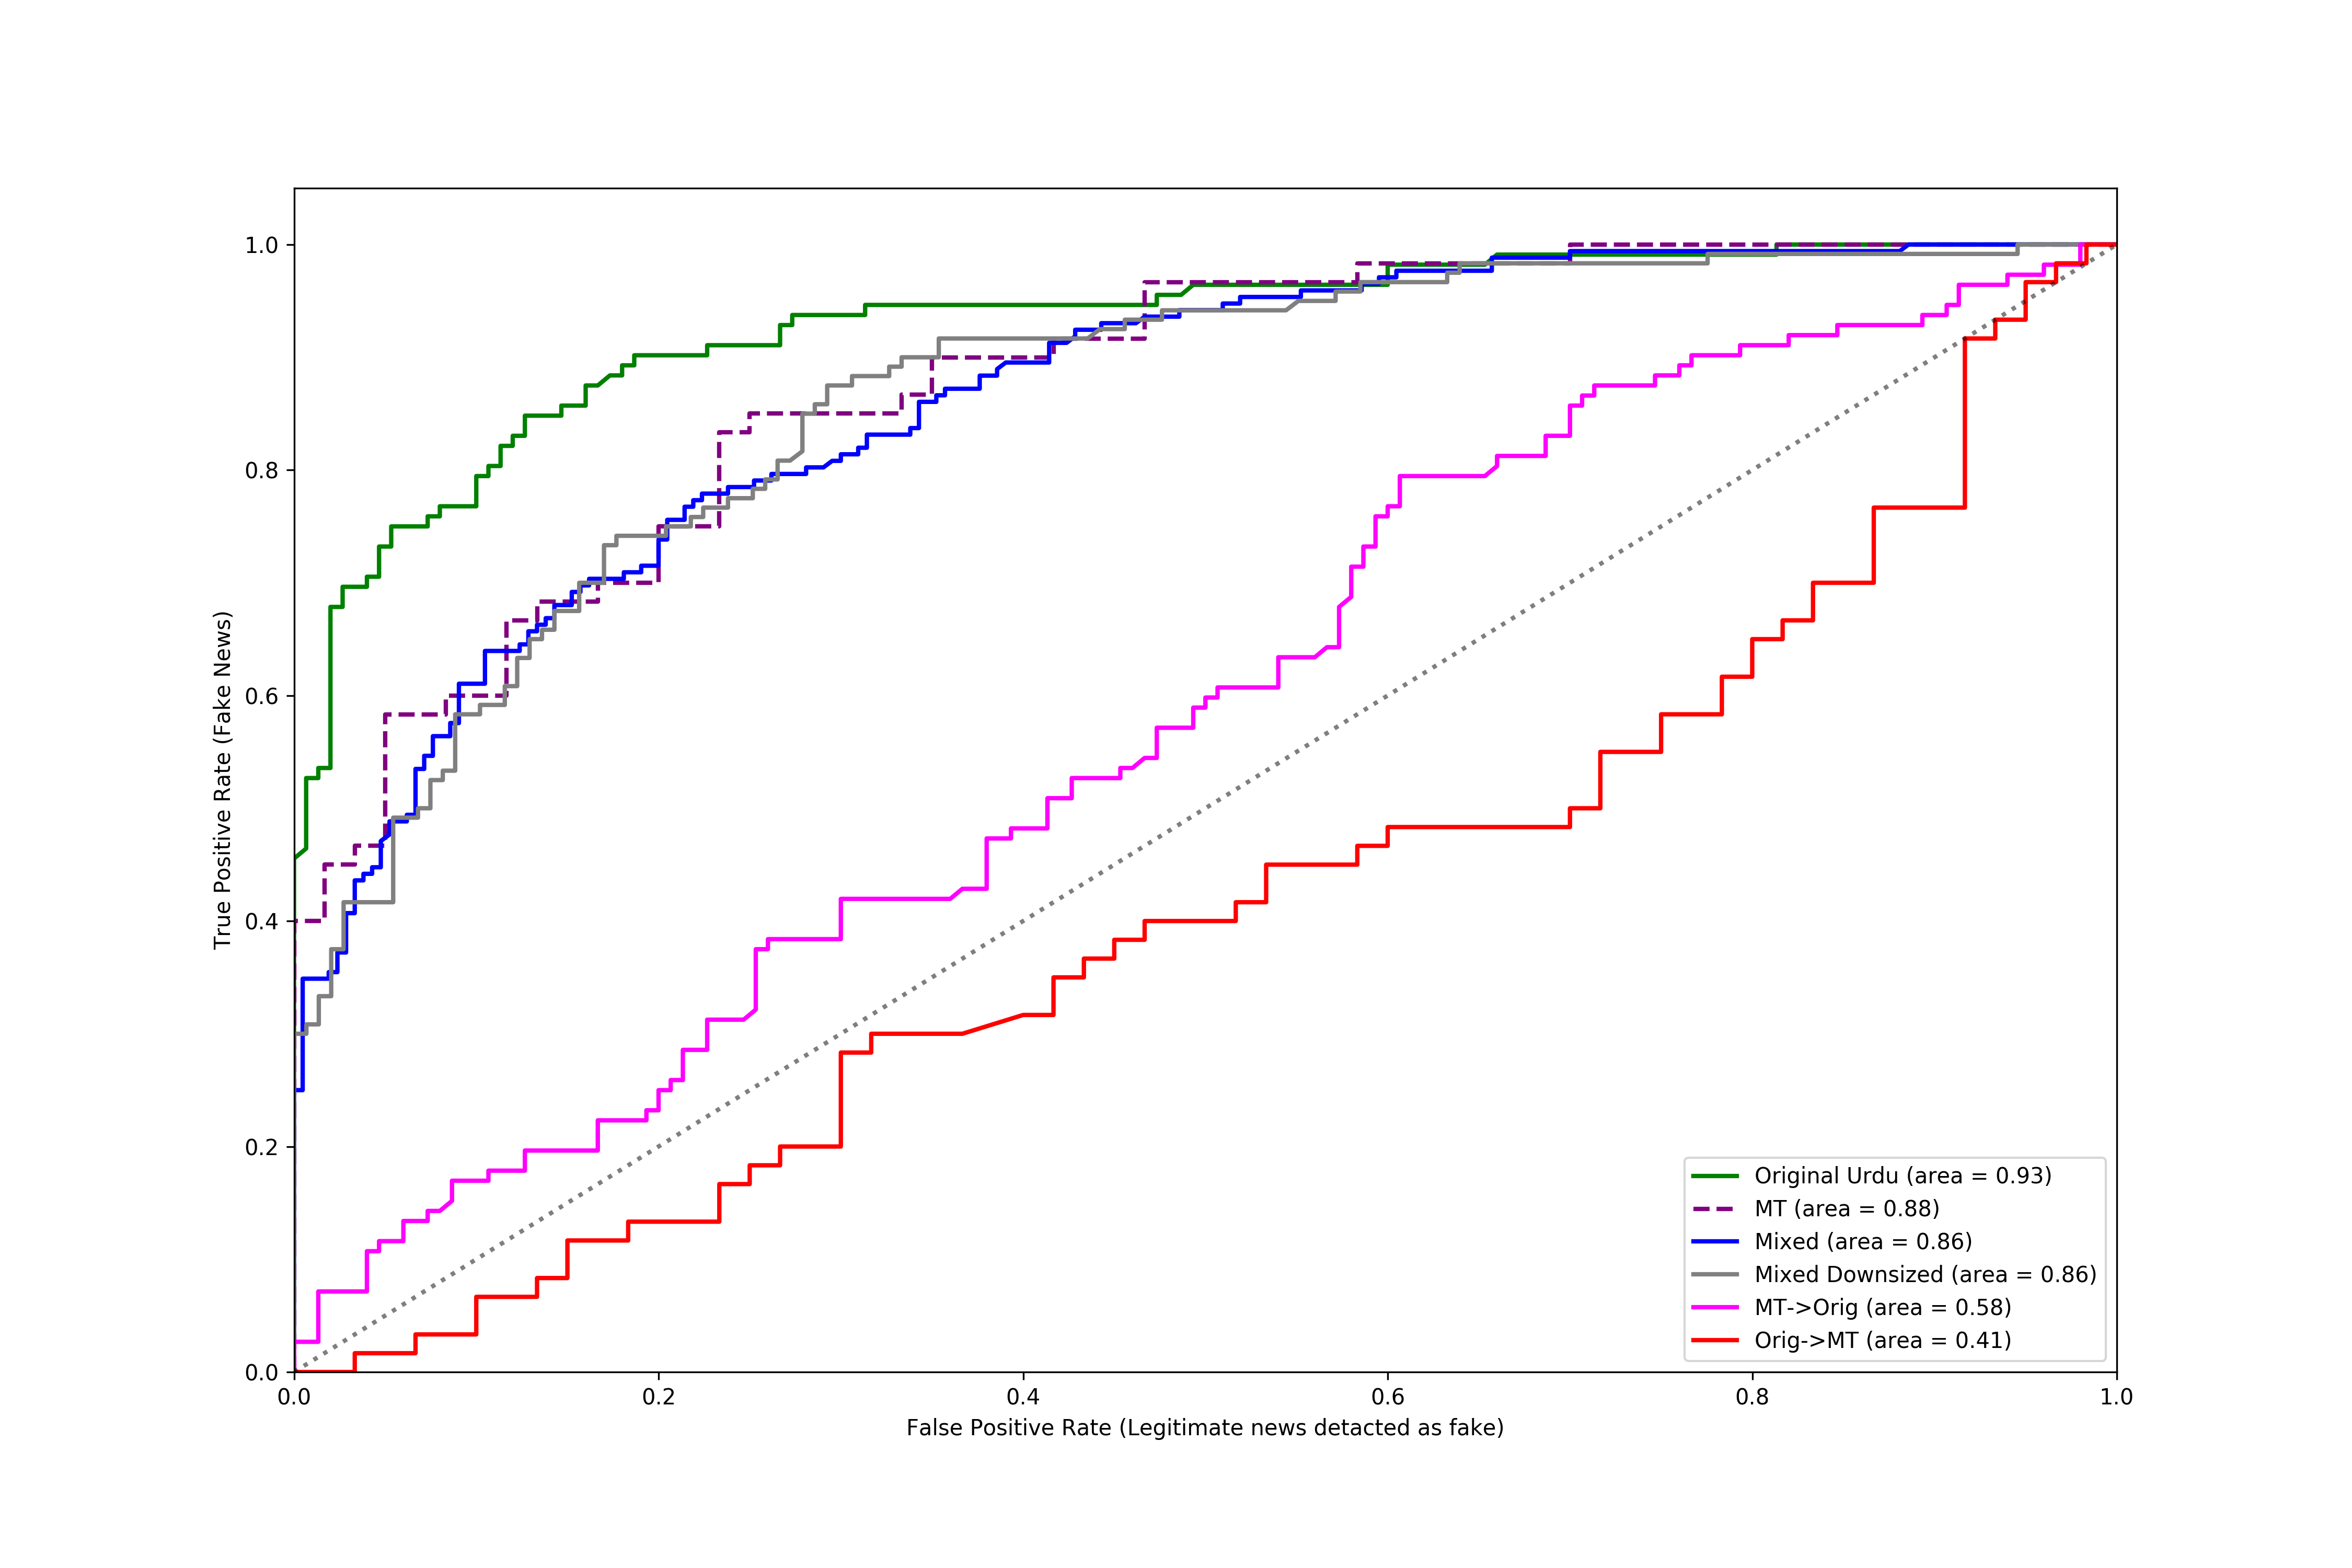 1.0
0.8
0.6
0.4
0.2
0.0
True Positive Rate (Fake News)
Original Urdu (area = 0.93)
MT (area = 0.88)
Mixed (area = 0.86)
Mixed Downsized (area = 0.86)
MT->Orig (area = 0.58)
Orig->MT (area = 0.41)
0.0 0.2 0.4 0.6 0.8 1.0
False Positive Rate (Legitimate news detacted as fake)